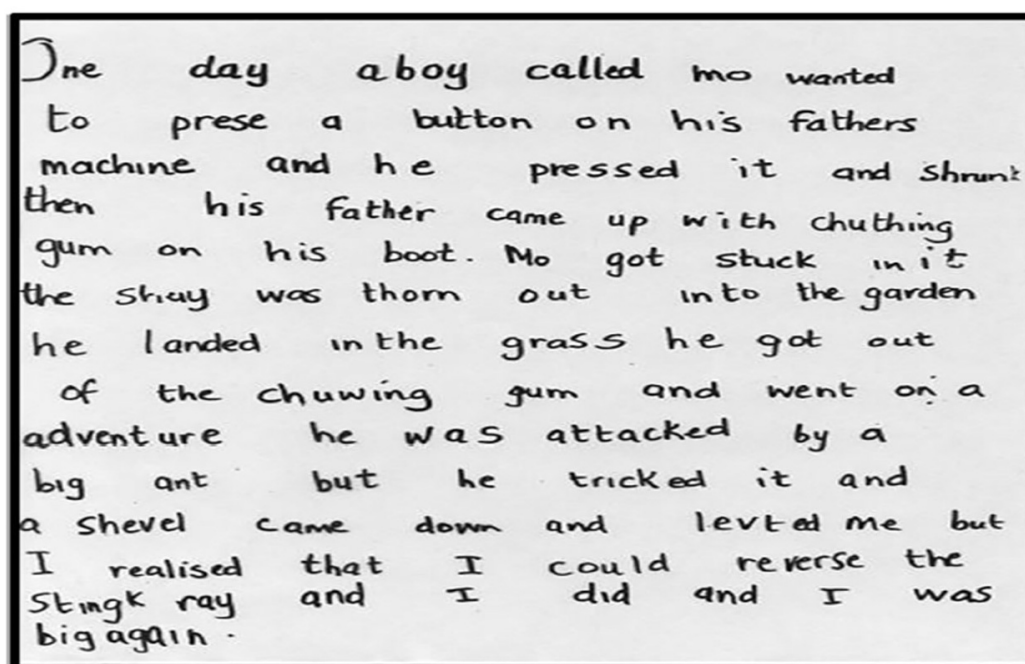 One day a boy called mo wanted
to prese a button on his fathers
machine and he pressed it and shrunk
then his father came up with chuthing
gum on his boot. Mo got stuck in it
the shuy was thorn out into the garden
he landed in the grass he got out
of the chuwing gum and went on a
adventure he was attacked by a
big ant but he tricked it and
a shevel came down and levted me but
I realised that I could reverse the
Stingk ray and I did and I was
big again.